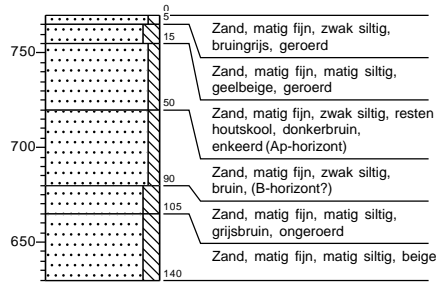 0
5
Zand, matig fijn, zwak siltig,
bruingrijs, geroerd
15
750
Zand, matig fijn, matig siltig,
geelbeige, geroerd
50
Zand, matig fijn, zwak siltig, resten
houtskool, donkerbruin,
enkeerd (Ap-horizont)
700
90
Zand, matig fijn, zwak siltig,
bruin, (B-horizont?)
105
Zand, matig fijn, matig siltig,
grijsbruin, ongeroerd
650
Zand, matig fijn, matig siltig, beige
140